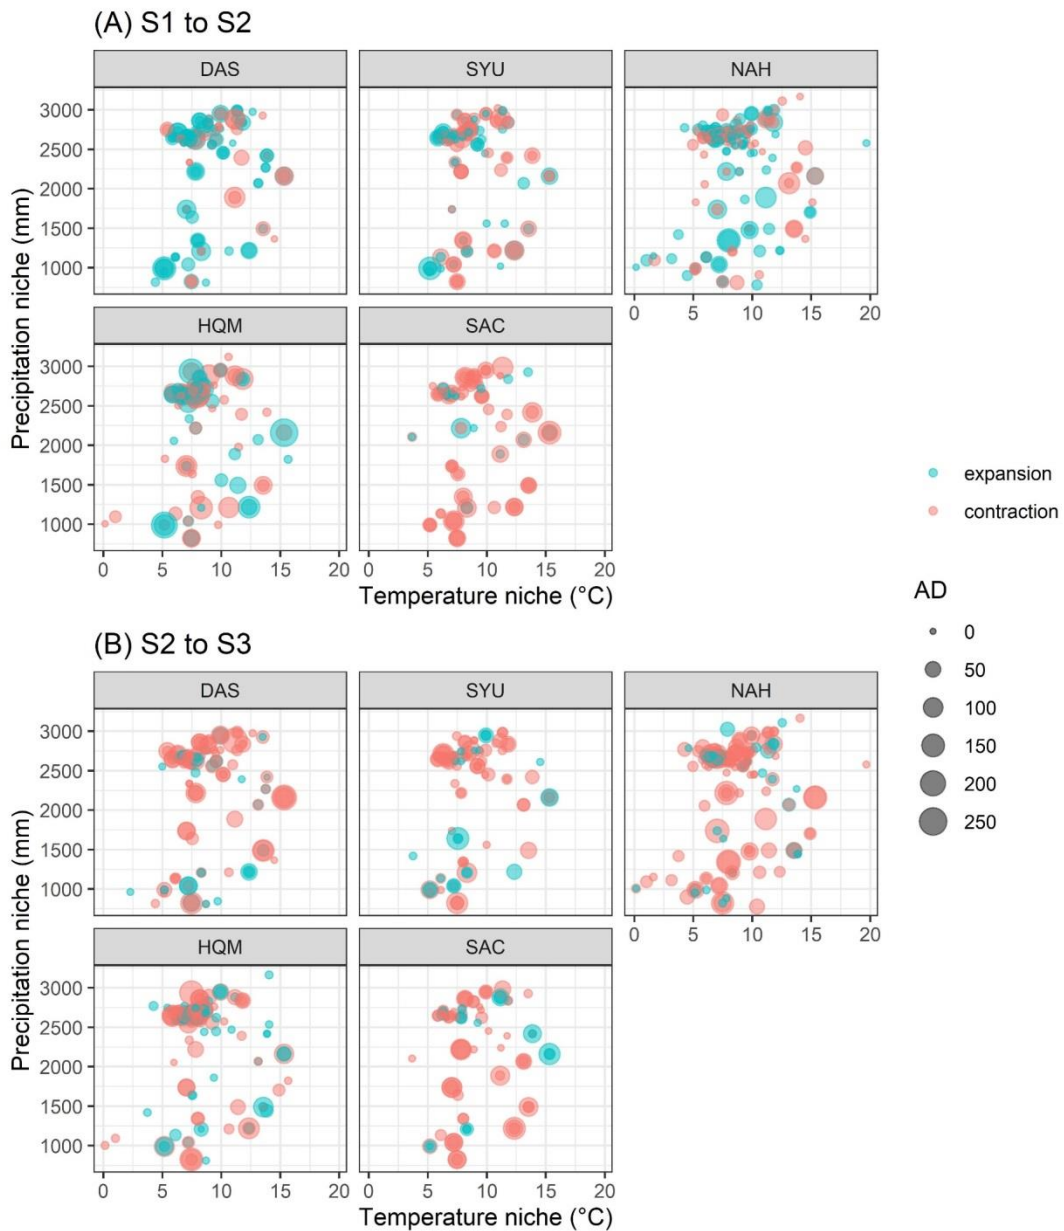 (A) S1 to S2
DAS SYU NAH
3000
2500
2000
1500
1000
0 5 10 15 20
HQM SAC
3000
2500
2000
1500
1000
0 5 10 15 20 0 5 10 15 20
Precipitation niche (mm)
Temperature niche (°C)
expansion
contraction
AD
0
50
100
150
200
250
(B) S2 to S3
DAS SYU NAH
3000
2500
2000
1500
1000
0 5 10 15 20
HQM SAC
3000
2500
2000
1500
1000
0 5 10 15 20 0 5 10 15 20
Precipitation niche (mm)
Temperature niche (°C)